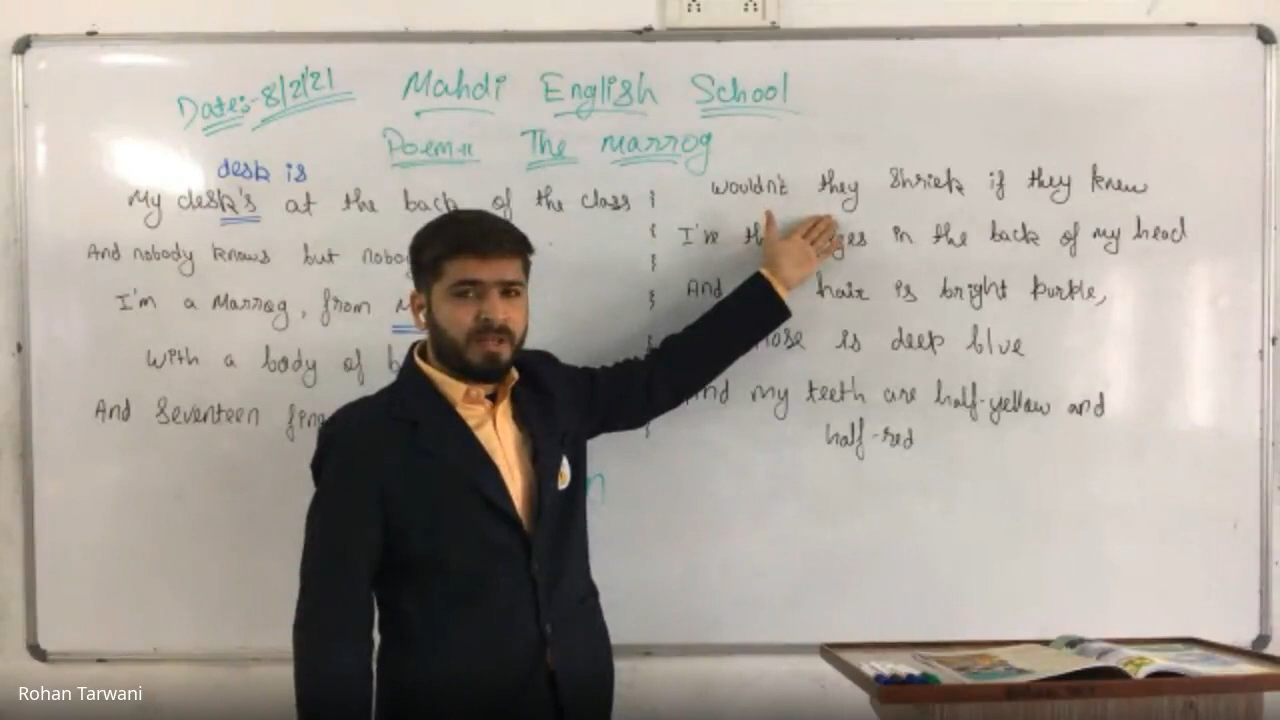 Date:- 8/2/21
Mahdi English School
Poem:- The Marrog
desk is
My desk's at the back of the class
And nobody knows but
I'm a Marrog, from
With a body of
And Seventeen
wouldn't they Shriek if they knew
I've in the back of my head
And hair is bright purple,
is deep blue
And my teeth are half-yellow and
half-red
Rohan Tarwani